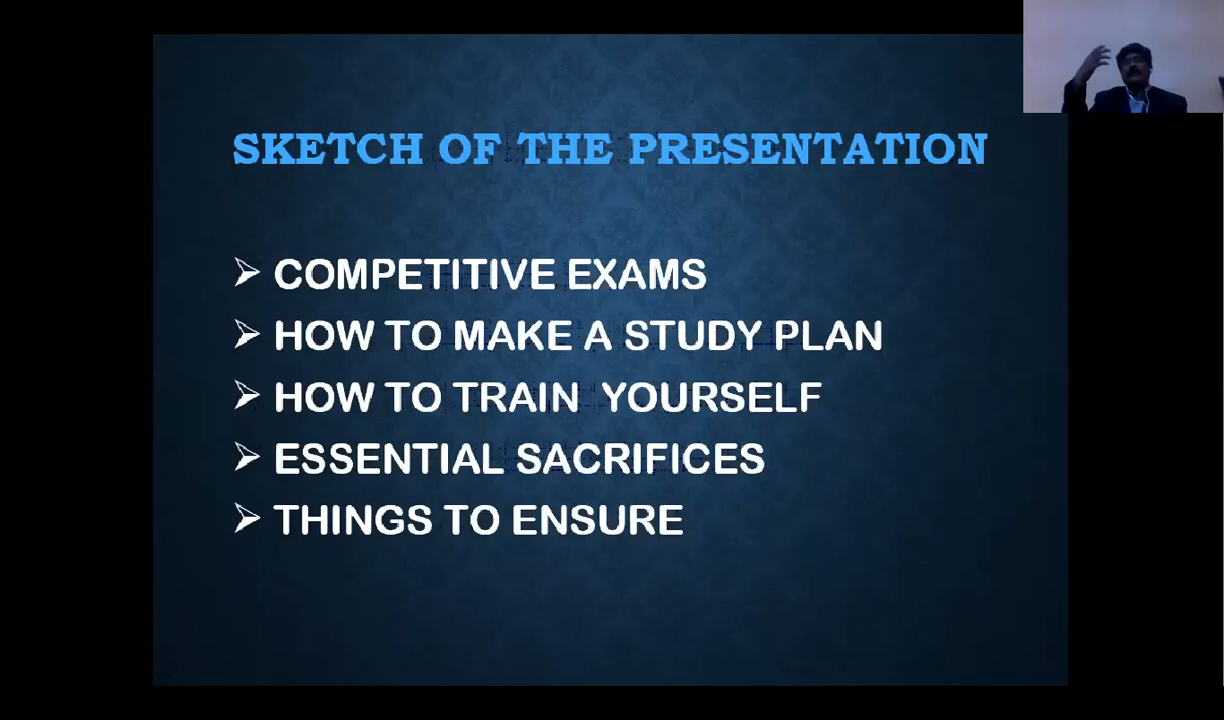 SKETCH OF THE PRESENTATION
COMPETITIVE EXAMS
HOW TO MAKE A STUDY PLAN
HOW TO TRAIN YOURSELF
ESSENTIAL SACRIFICES
THINGS TO ENSURE